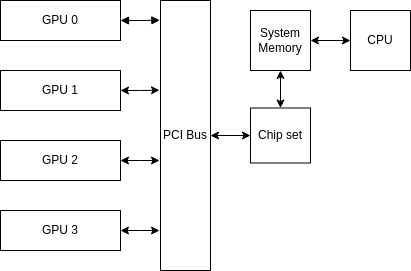 GPU 0
GPU 1
GPU 2
GPU 3
PCI Bus
System
Memory
CPU
Chip set